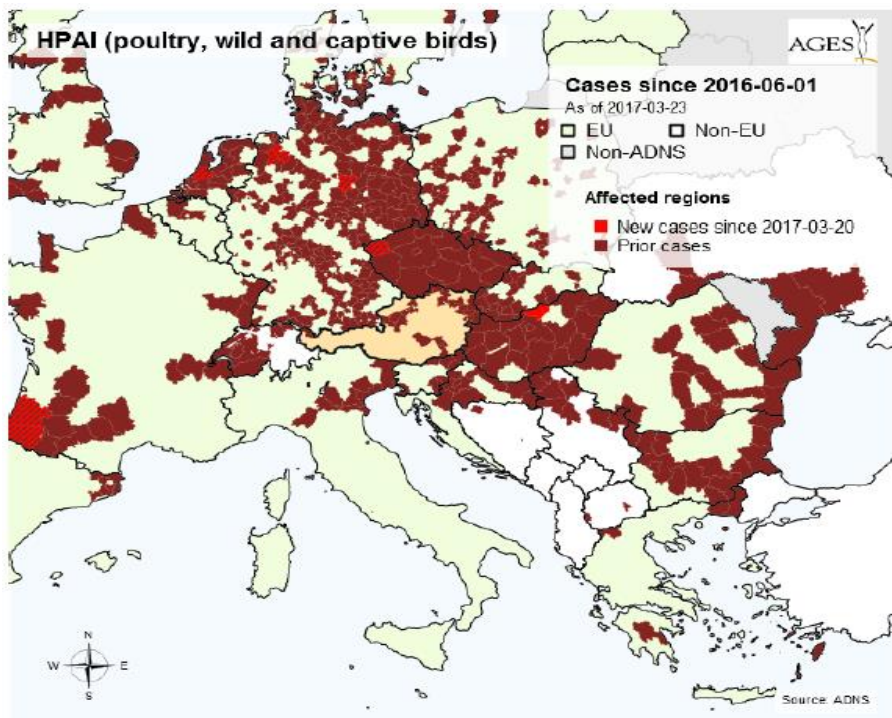 HPAI (poultry, wild and captive birds)
AGES
Cases since 2016-06-01
As of 2017-03-23
EU
Non-EU
Non-ADNS
Affected regions
New cases since 2017-03-20
Prior cases
N
W E
S
Source: ADNS